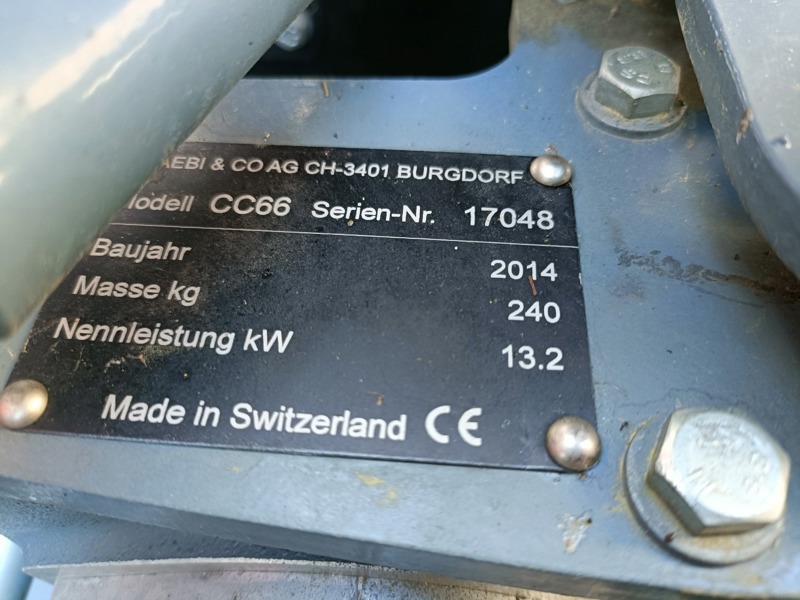 AEBI & CO AG CH-3401 BURGDORF
Modell CC66 Serien-Nr. 17048
Baujahr 2014
Masse kg 240
Nennleistung kW 13.2
Made in Switzerland CE